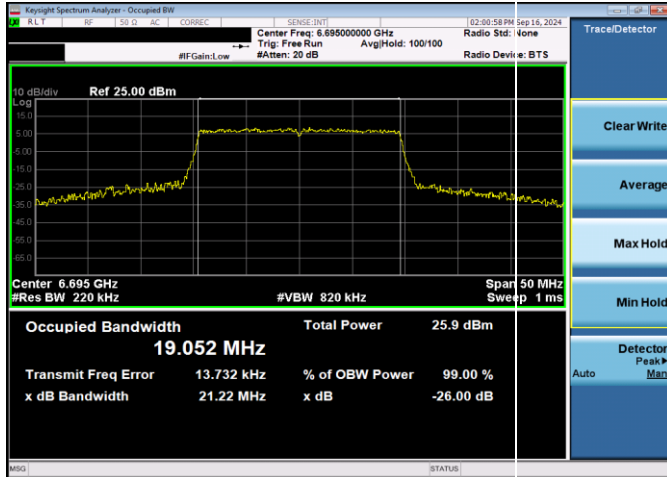 Keysight Spectrum Analyzer - Occupied BW
RLT RF 50 Ω AC CORREC SENSE:INT 02:00:58 PM Sep 16, 2024
Center Freq: 6.695000000 GHz Radio Std: None
Trig: Free Run Avg|Hold: 100/100
#IFGain:Low #Atten: 20 dB Radio Device: BTS
10 dB/div Ref 25.00 dBm
Log
15.0
5.00
-5.00
-15.0
-25.0
-35.0
-45.0
-55.0
-65.0
Center 6.695 GHz Span 50 MHz
#Res BW 220 kHz #VBW 820 kHz Sweep 1 ms
Occupied Bandwidth Total Power 25.9 dBm
19.052 MHz
Transmit Freq Error 13.732 kHz % of OBW Power 99.00 %
x dB Bandwidth 21.22 MHz x dB -26.00 dB
MSG STATUS
Trace/Detector
Clear Write
Average
Max Hold
Min Hold
Detector
Peak▶
Auto Man